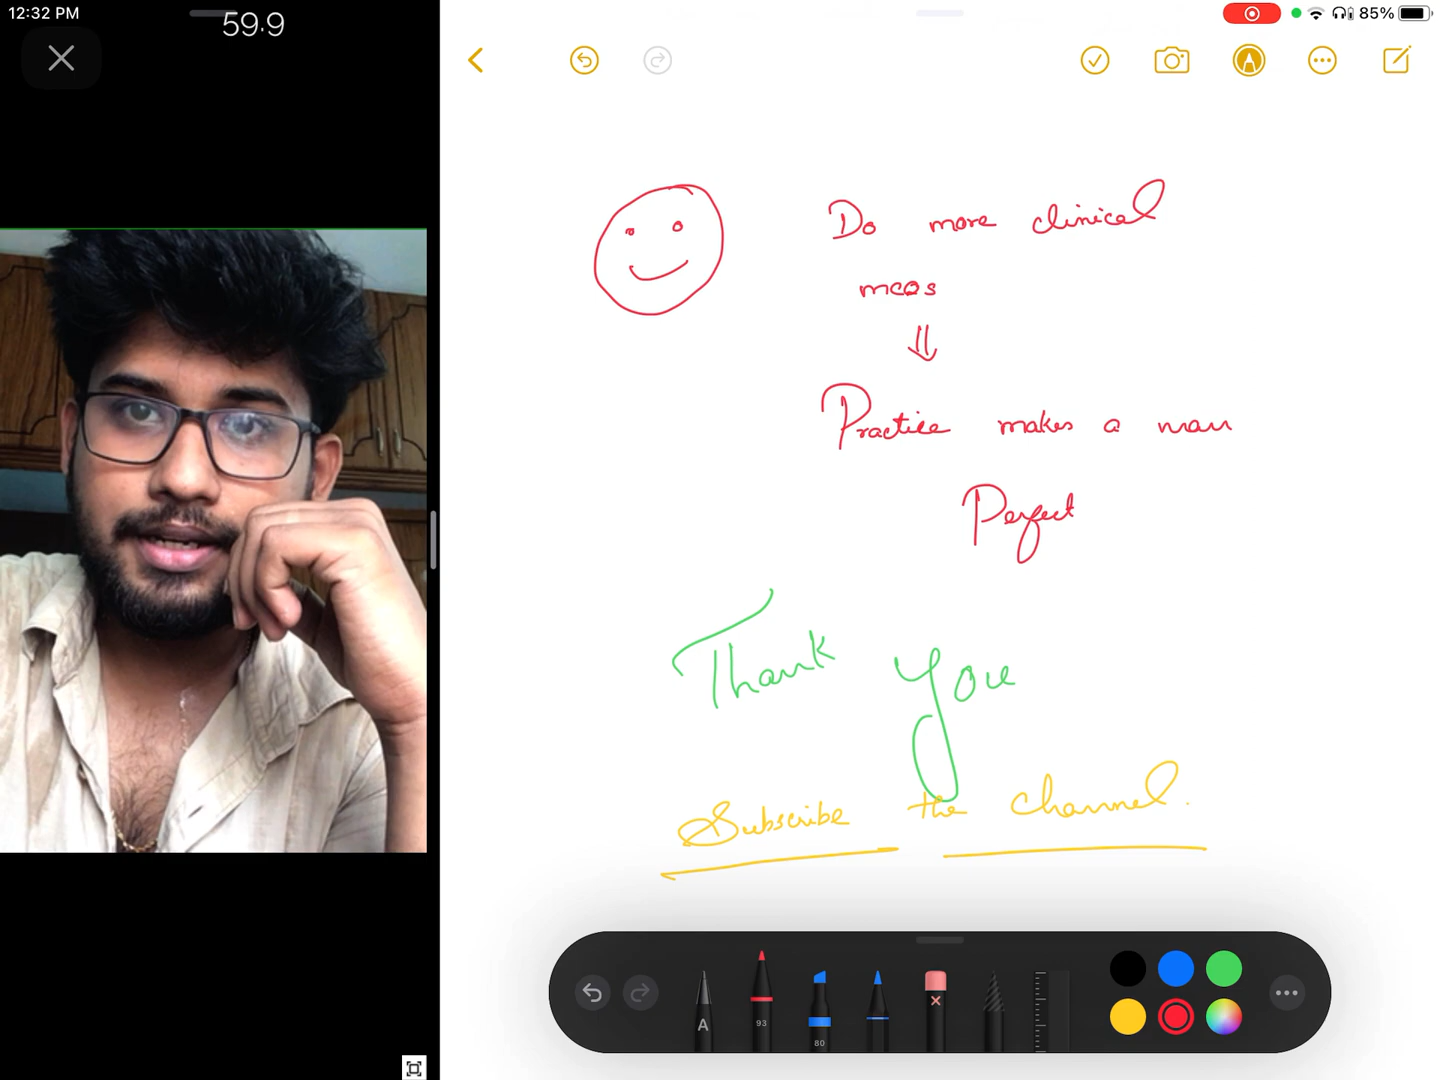 12:32 PM
59.9
85%
Do more clinical
mcqs
Practice makes a man
Perfect
Thank you
Subscribe the channel.
A
93
80